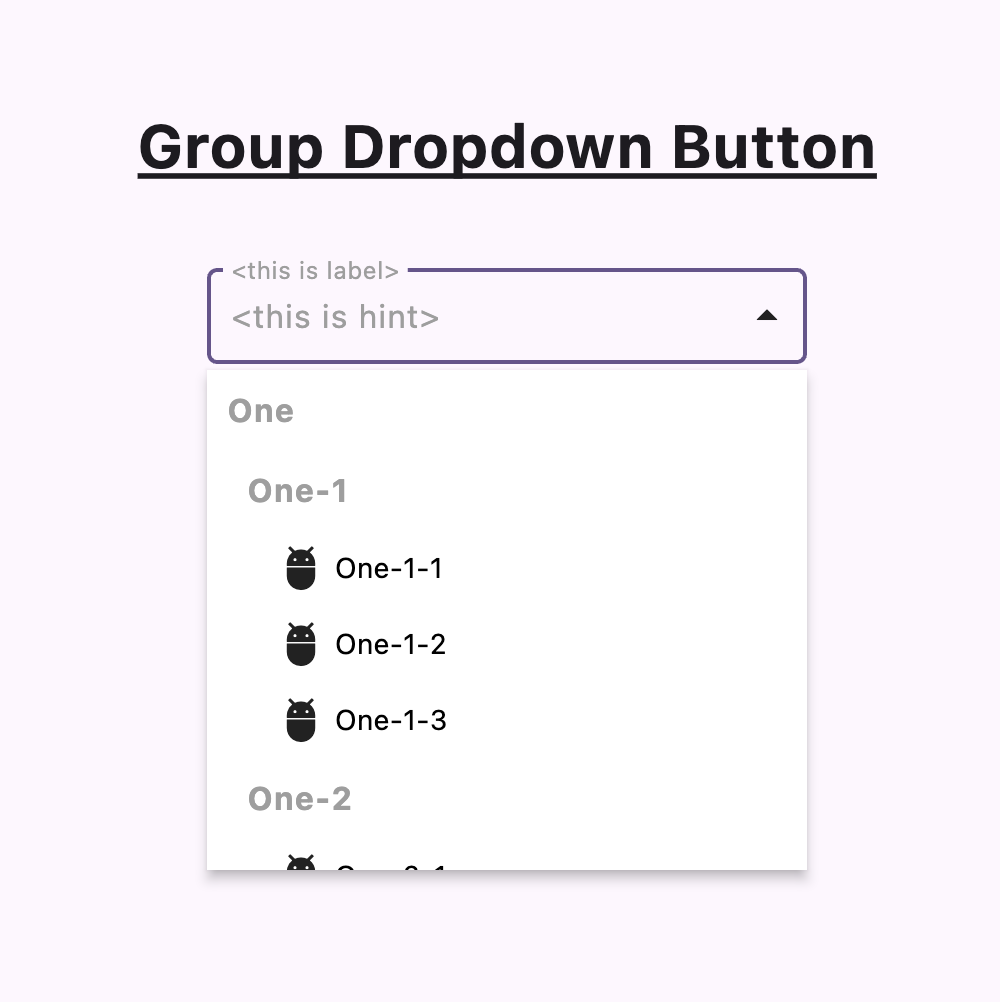 Group Dropdown Button
<this is label>
<this is hint>
One
One-1
One-1-1
One-1-2
One-1-3
One-2